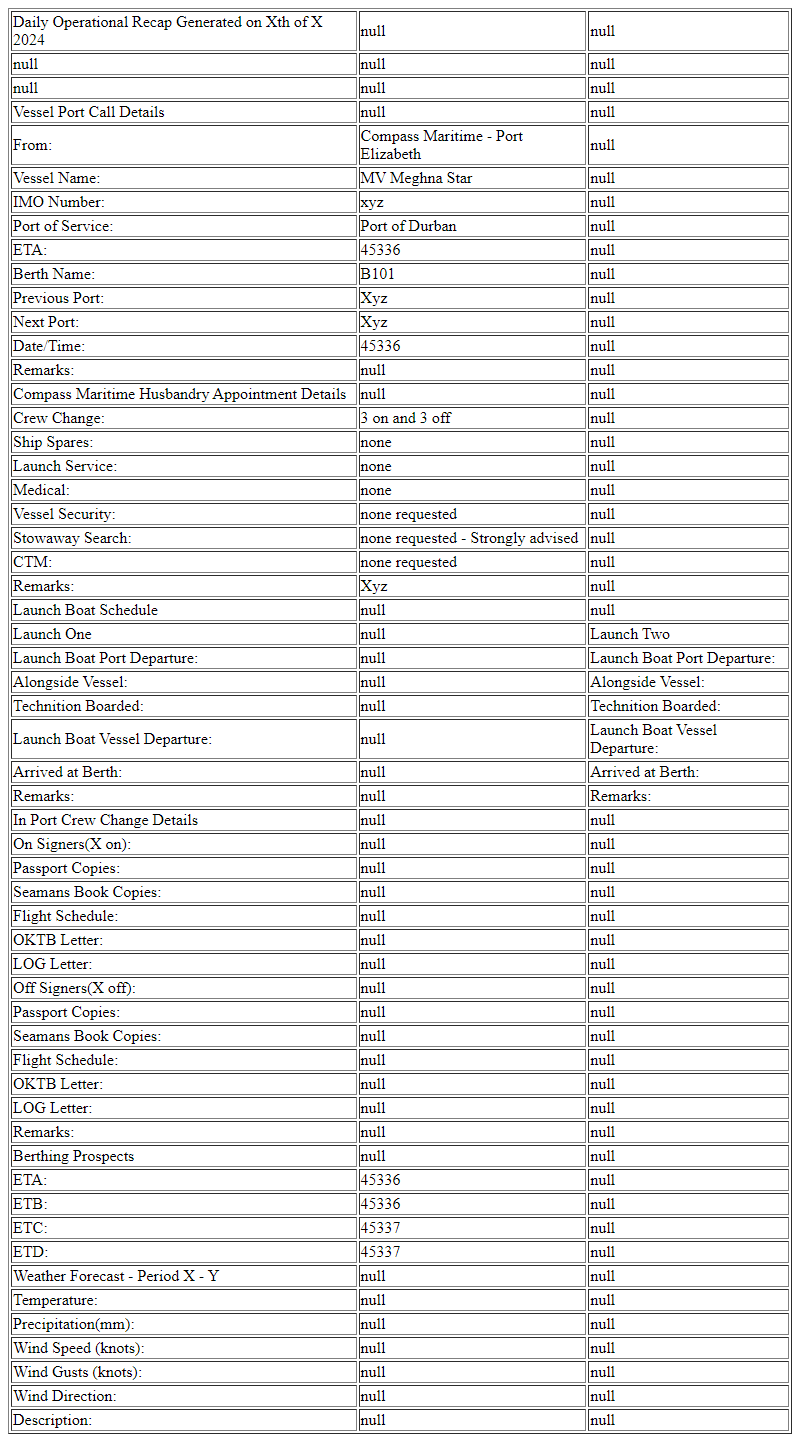 Daily Operational Recap Generated on Xth of X
2024 null null
null null null
null null null
Vessel Port Call Details null null
From: Compass Maritime - Port
Elizabeth null
Vessel Name: MV Meghna Star null
IMO Number: xyz null
Port of Service: Port of Durban null
ETA: 45336 null
Berth Name: B101 null
Previous Port: Xyz null
Next Port: Xyz null
Date/Time: 45336 null
Remarks: null null
Compass Maritime Husbandry Appointment Details null null
Crew Change: 3 on and 3 off null
Ship Spares: none null
Launch Service: none null
Medical: none null
Vessel Security: none requested null
Stowaway Search: none requested - Strongly advised null
CTM: none requested null
Remarks: Xyz null
Launch Boat Schedule null null
Launch One null Launch Two
Launch Boat Port Departure: null Launch Boat Port Departure:
Alongside Vessel: null Alongside Vessel:
Technition Boarded: null Technition Boarded:
Launch Boat Vessel Departure: null Launch Boat Vessel
Departure:
Arrived at Berth: null Arrived at Berth:
Remarks: null Remarks:
In Port Crew Change Details null null
On Signers(X on): null null
Passport Copies: null null
Seamans Book Copies: null null
Flight Schedule: null null
OKTB Letter: null null
LOG Letter: null null
Off Signers(X off): null null
Passport Copies: null null
Seamans Book Copies: null null
Flight Schedule: null null
OKTB Letter: null null
LOG Letter: null null
Remarks: null null
Berthing Prospects null null
ETA: 45336 null
ETB: 45336 null
ETC: 45337 null
ETD: 45337 null
Weather Forecast - Period X - Y null null
Temperature: null null
Precipitation(mm): null null
Wind Speed (knots): null null
Wind Gusts (knots): null null
Wind Direction: null null
Description: null null